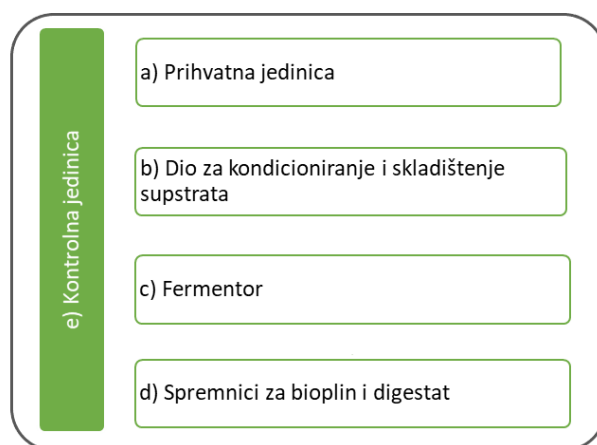 e) Kontrolna jedinica
a) Prihvatna jedinica
b) Dio za kondicioniranje i skladištenje
supstrata
c) Fermentor
d) Spremnici za bioplin i digestat